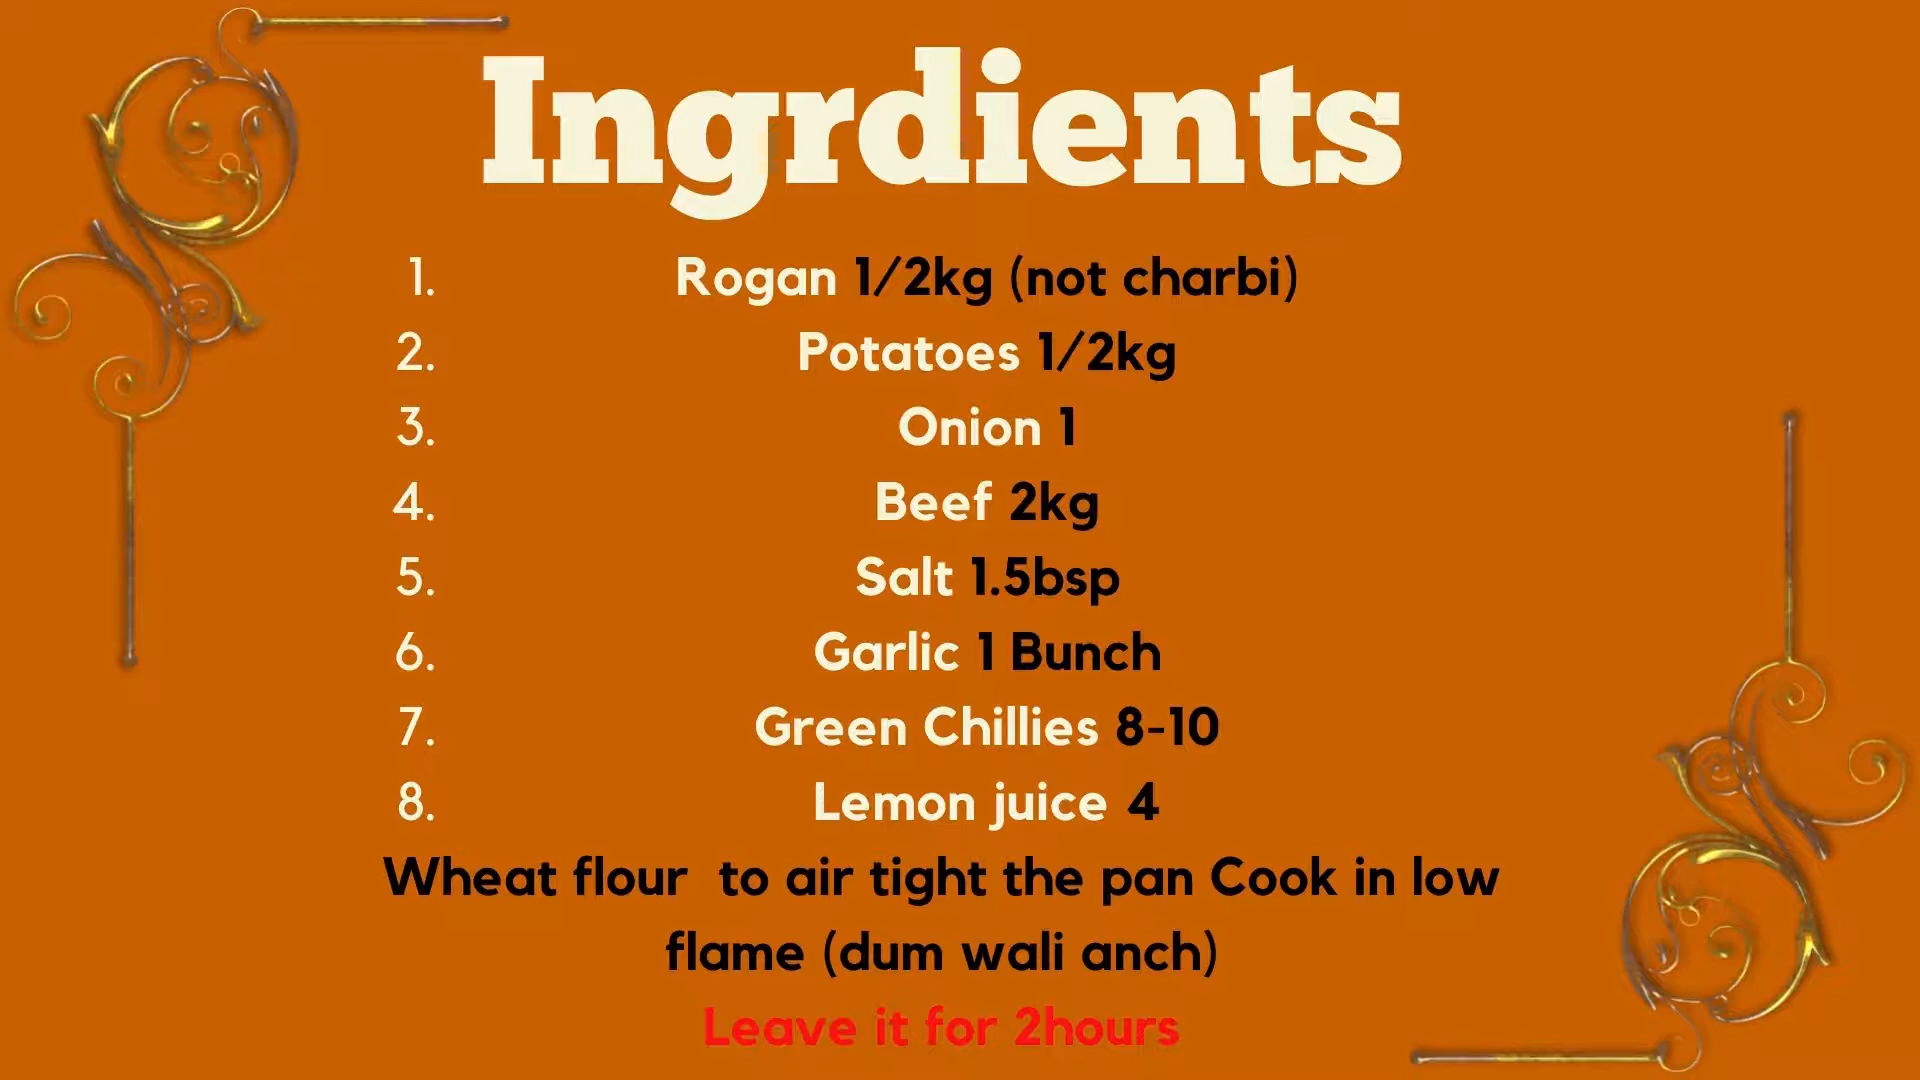 Ingrdients
1. Rogan 1/2kg (not charbi)
2. Potatoes 1/2kg
3. Onion 1
4. Beef 2kg
5. Salt 1.5bsp
6. Garlic 1 Bunch
7. Green Chillies 8-10
8. Lemon juice 4
Wheat flour to air tight the pan Cook in low
flame (dum wali anch)
Leave it for 2hours